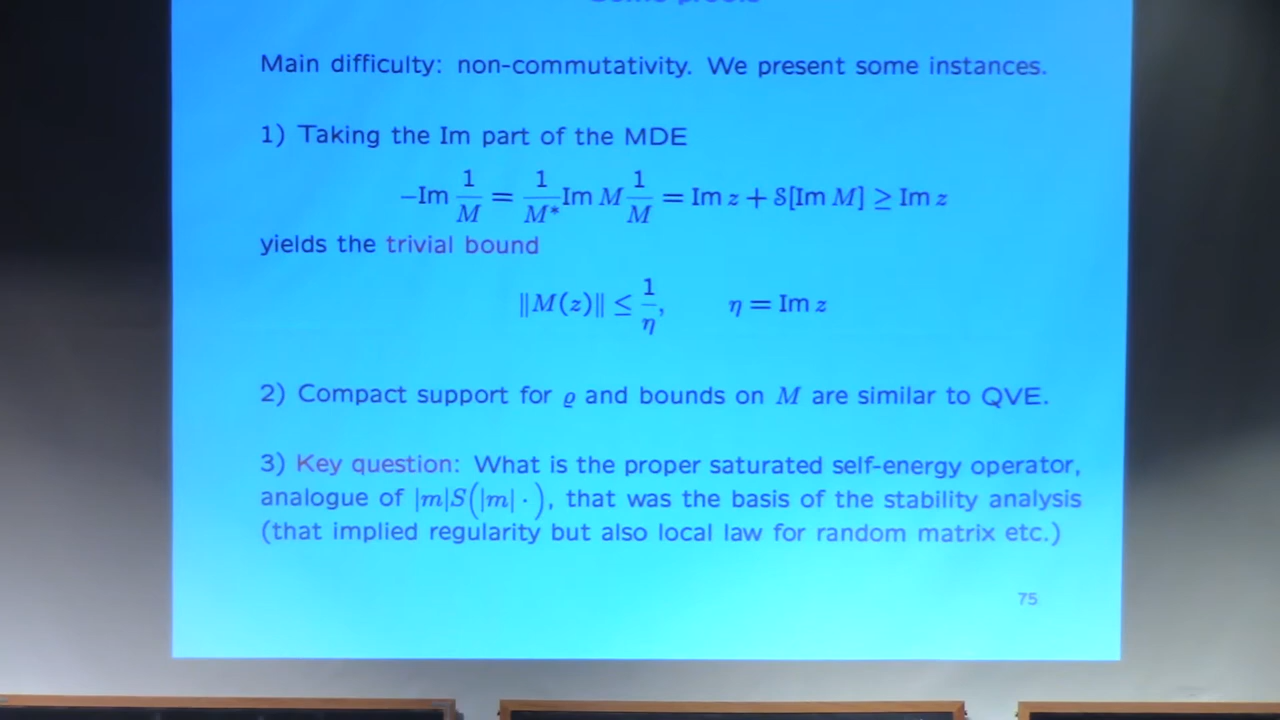 Some proofs
Main difficulty: non-commutativity. We present some instances.
1) Taking the Im part of the MDE
−Im 1/M = 1/M* Im M 1/M = Im z + S[Im M] ≥ Im z
yields the trivial bound
‖M(z)‖ ≤ 1/η, η = Im z
2) Compact support for ϱ and bounds on M are similar to QVE.
3) Key question: What is the proper saturated self-energy operator,
analogue of |m|S(|m| · ), that was the basis of the stability analysis
(that implied regularity but also local law for random matrix etc.)
75